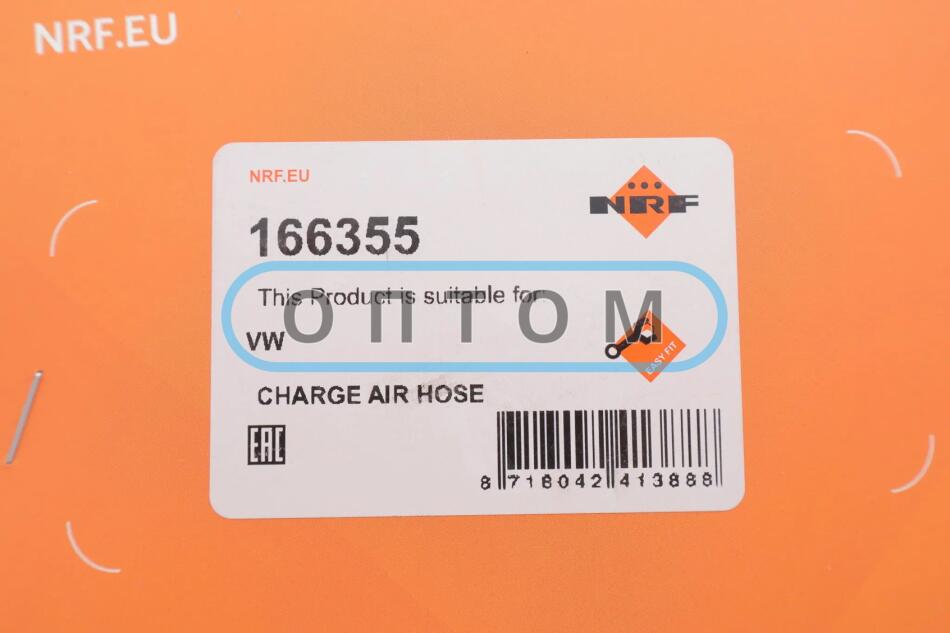 NRF.EU
NRF.EU
NRF
166355
This Product is suitable for:
ОПТОМ
VW
EASY FIT
CHARGE AIR HOSE
EAC
8 718042 413888